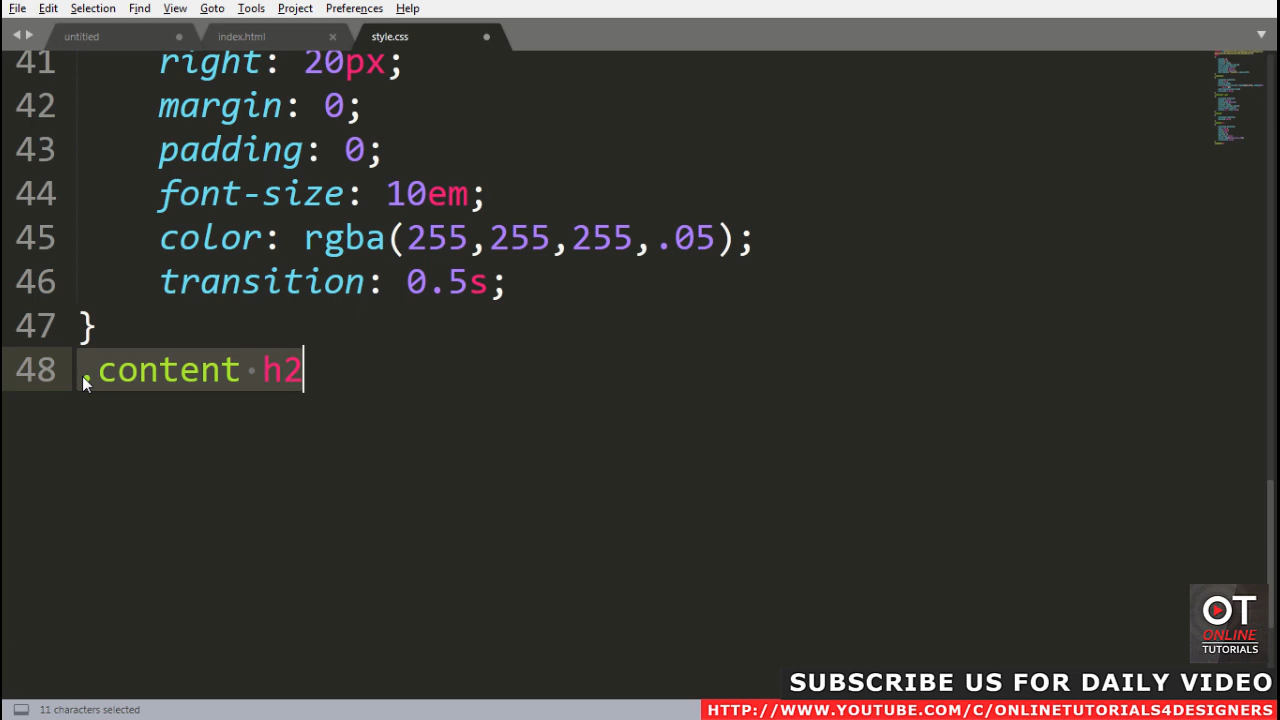 File Edit Selection View Goto Tools Project Preferences Help
untitled index.html style.css
41 right: 20px;
42 margin: 0;
43 padding: 0;
44 font-size: 10em;
45 color: rgba(255,255,255,.05);
46 transition: 0.5s;
47 }
48 .content h2
OT
ONLINE
TUTORIALS
SUBSCRIBE US FOR DAILY VIDEO
11 characters selected
HTTP://WWW.YOUTUBE.COM/C/ONLINETUTORIALS4DESIGNERS